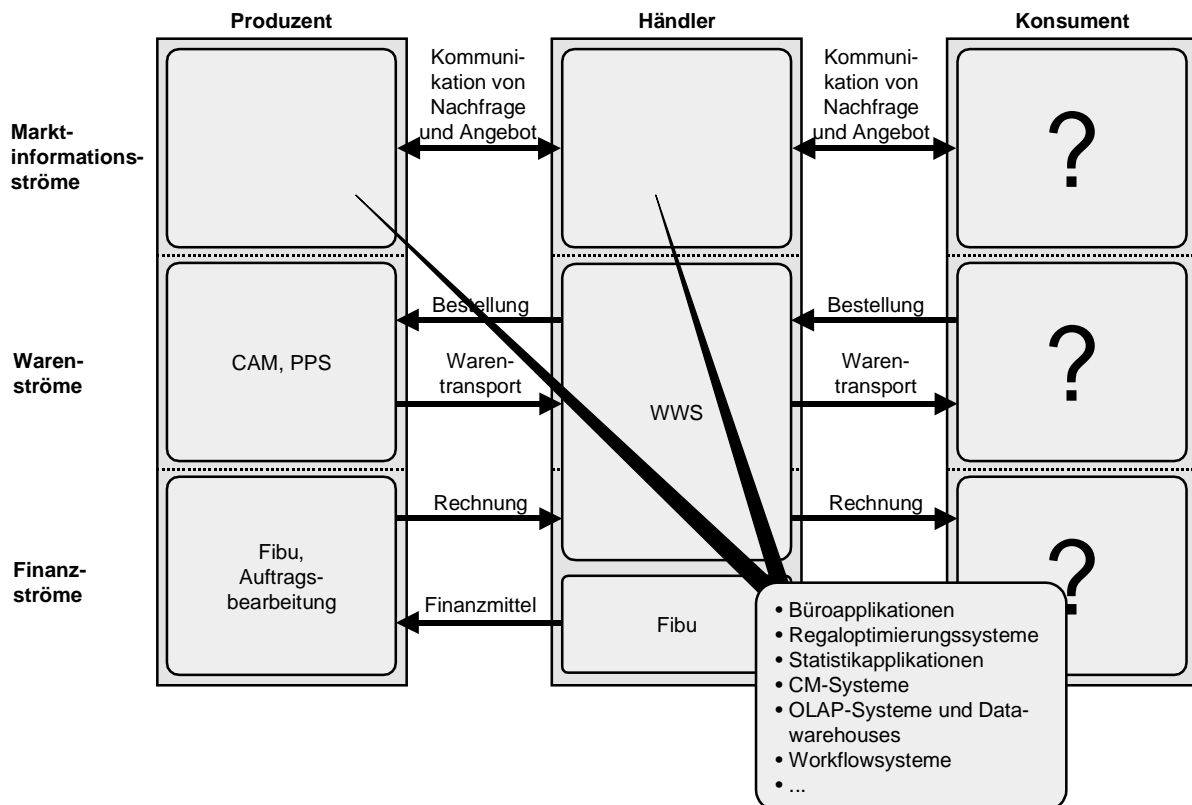 Produzent
Händler
Konsument
Markt-
informations-
ströme
Kommuni-
kation von
Nachfrage
und Angebot
Kommuni-
kation von
Nachfrage
und Angebot
?
Waren-
ströme
CAM, PPS
Bestellung
Waren-
transport
WWS
Bestellung
Waren-
transport
?
Finanz-
ströme
Fibu,
Auftrags-
bearbeitung
Rechnung
Finanzmittel
Fibu
Rechnung
?
• Büroapplikationen
• Regaloptimierungssysteme
• Statistikapplikationen
• CM-Systeme
• OLAP-Systeme und Data-
warehouses
• Workflowsysteme
• ...